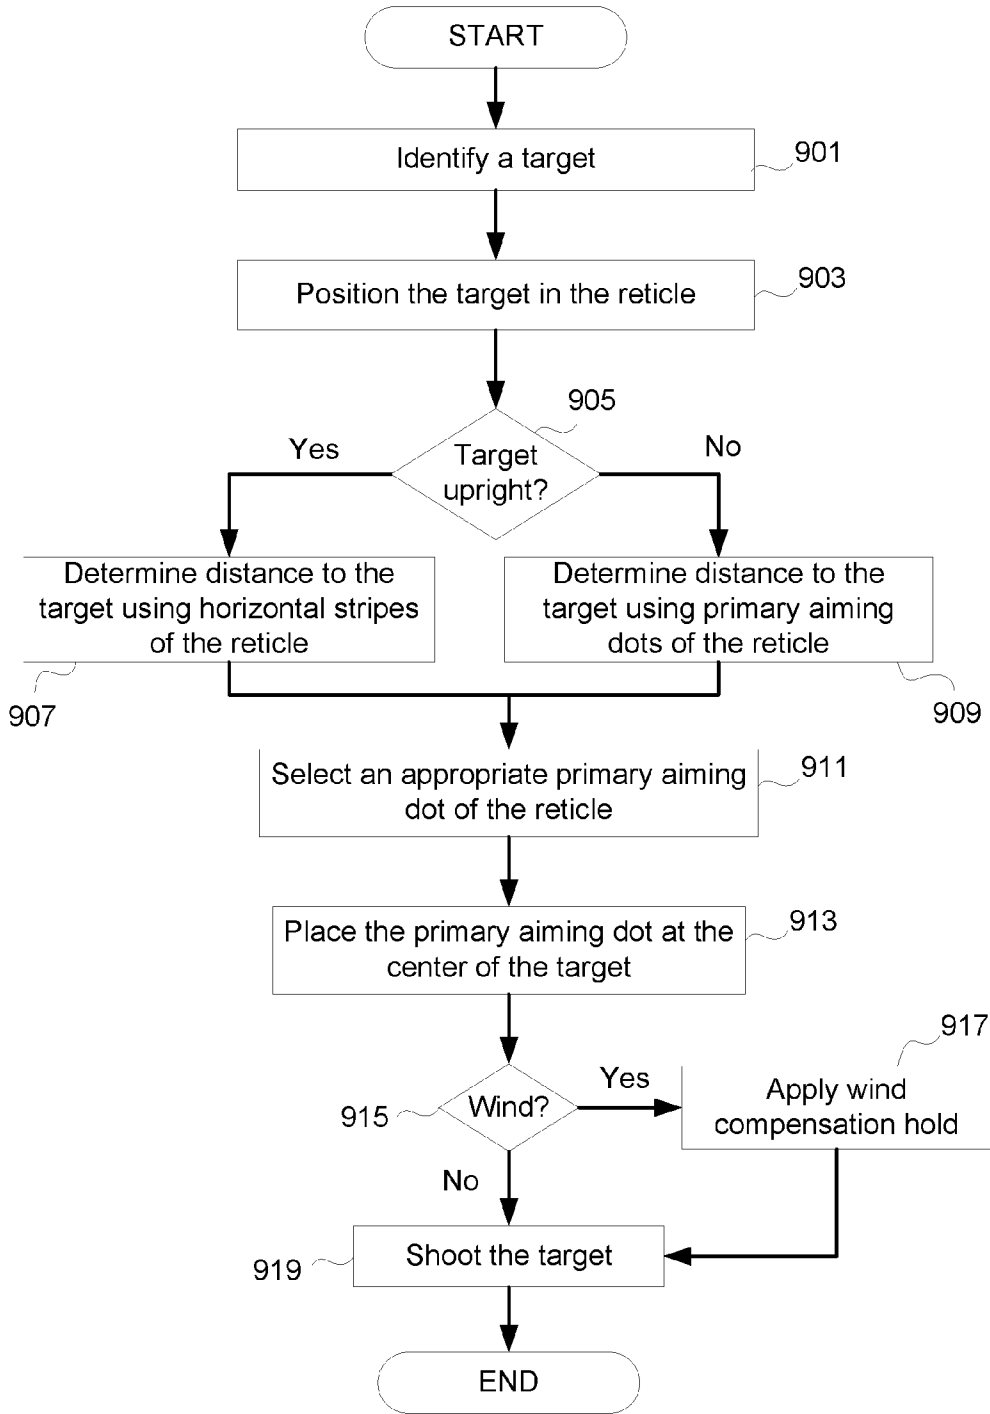 START
Identify a target
901
Position the target in the reticle
903
905
Yes
No
Target
upright?
Determine distance to the
target using horizontal stripes
of the reticle
Determine distance to the
target using primary aiming
dots of the reticle
907
909
Select an appropriate primary aiming
dot of the reticle
911
Place the primary aiming dot at the
center of the target
913
917
Yes
Apply wind
compensation hold
915
Wind?
No
Shoot the target
919
END